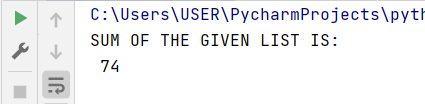 C:\Users\USER\PycharmProjects\pyth
SUM OF THE GIVEN LIST IS:
74